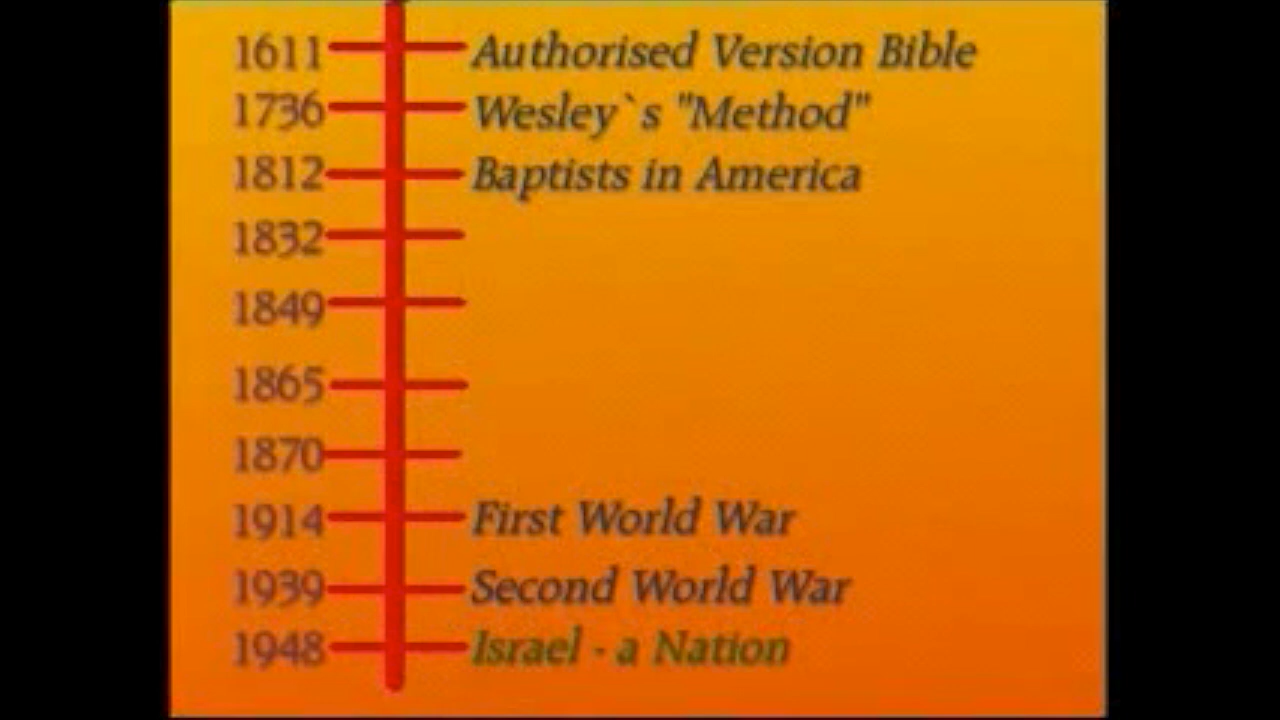 1611 Authorised Version Bible
1736 Wesley`s "Method"
1812 Baptists in America
1832
1849
1865
1870
1914 First World War
1939 Second World War
1948 Israel - a Nation